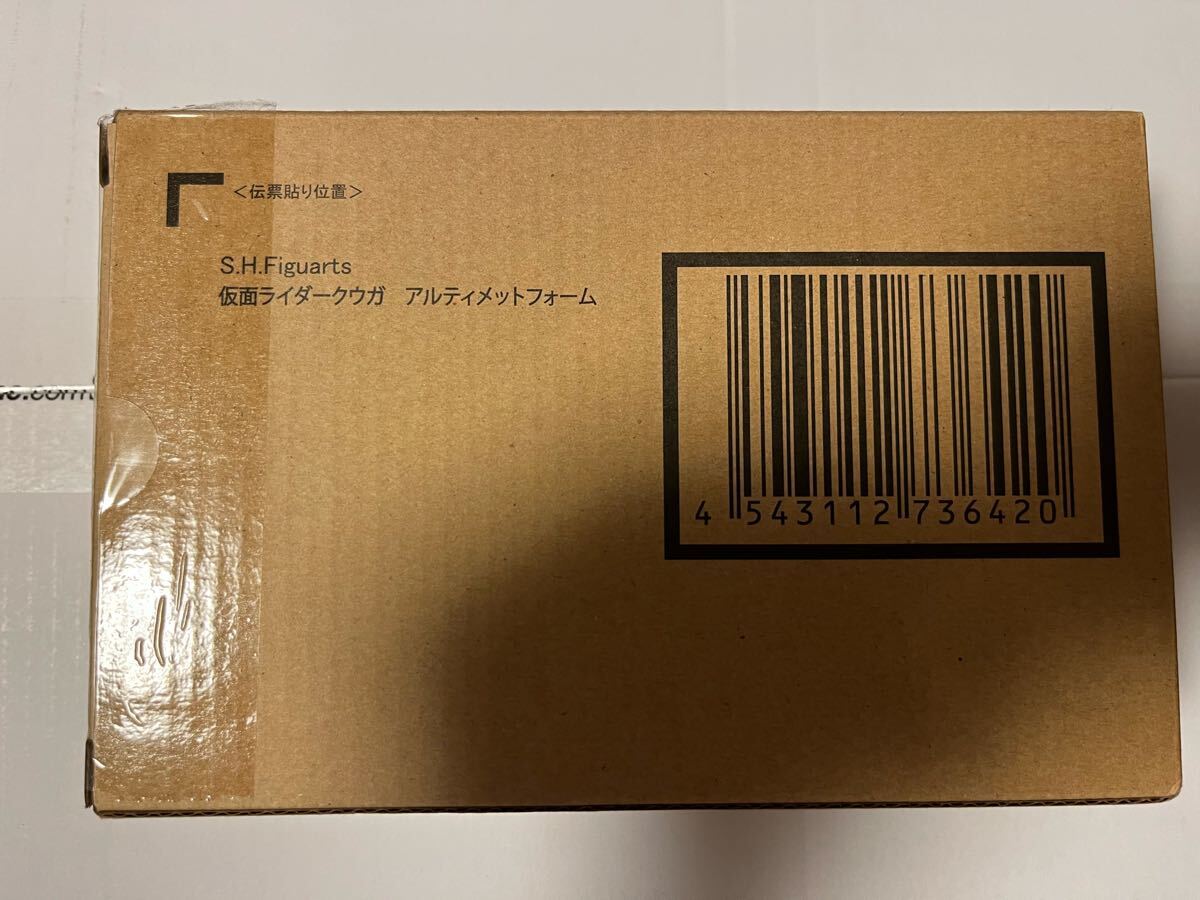 <伝票貼り位置>
S.H.Figuarts
仮面ライダークウガ　アルティメットフォーム
4 543112 736420
.com